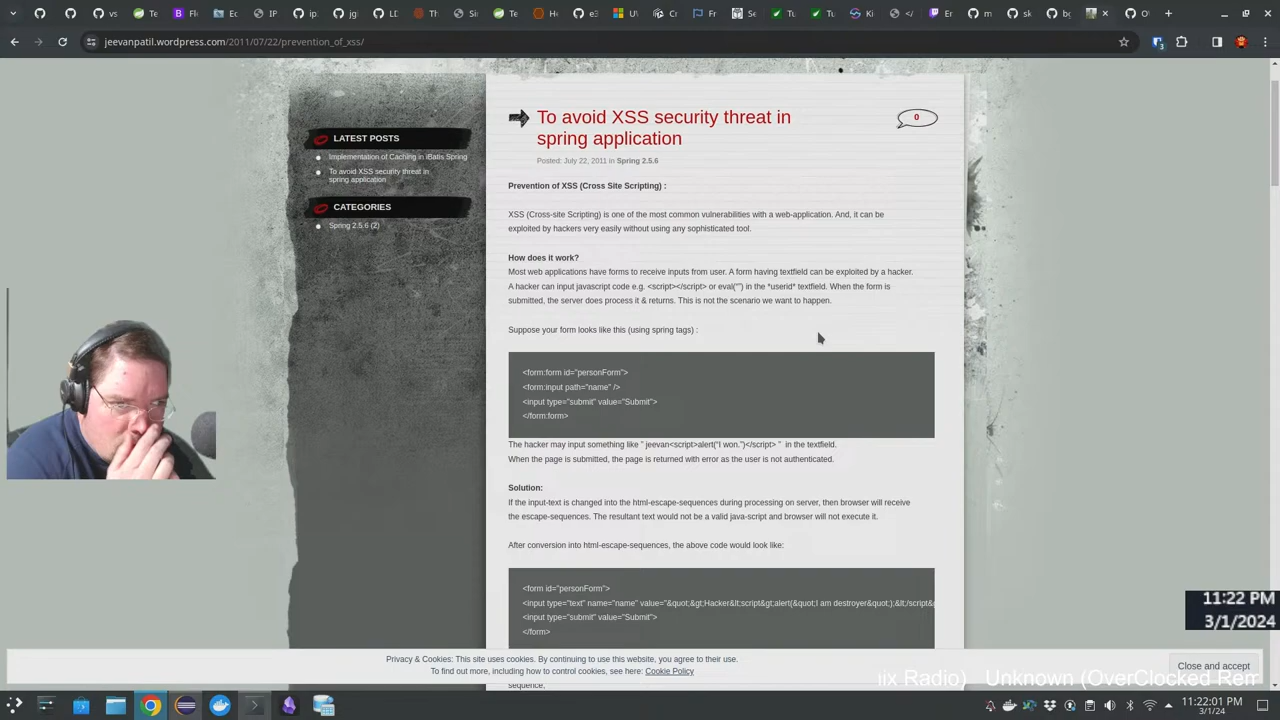 jeevanpatil.wordpress.com/2011/07/22/prevention_of_xss/
LATEST POSTS
Implementation of Caching in iBatis Spring
To avoid XSS security threat in
spring application
CATEGORIES
Spring 2.5.6 (2)
To avoid XSS security threat in
spring application
0
Posted: July 22, 2011 in Spring 2.5.6
Prevention of XSS (Cross Site Scripting) :
XSS (Cross-site Scripting) is one of the most common vulnerabilities with a web-application. And, it can be
exploited by hackers very easily without using any sophisticated tool.
How does it work?
Most web applications have forms to receive inputs from user. A form having textfield can be exploited by a hacker.
A hacker can input javascript code e.g. <script></script> or eval("") in the *userid* textfield. When the form is
submitted, the server does process it & returns. This is not the scenario we want to happen.
Suppose your form looks like this (using spring tags) :
<form:form id="personForm">
<form:input path="name" />
<input type="submit" value="Submit">
</form:form>
The hacker may input something like " jeevan<script>alert("I won.")</script> "  in the textfield.
When the page is submitted, the page is returned with error as the user is not authenticated.
Solution:
If the input-text is changed into the html-escape-sequences during processing on server, then browser will receive
the escape-sequences. The resultant text would not be a valid java-script and browser will not execute it.
After conversion into html-escape-sequences, the above code would look like:
<form id="personForm">
<input type="text" name="name" value="&quot;&gt;Hacker&lt;script&gt;alert(&quot;I am destroyer&quot;);&lt;/script&g
<input type="submit" value="Submit">
</form>
Privacy & Cookies: This site uses cookies. By continuing to use this website, you agree to their use.
To find out more, including how to control cookies, see here: Cookie Policy
Close and accept
sequence,
11:22 PM
3/1/2024
iix Radio)   Unknown (OverClocked Rem
11:22:01 PM
3/1/24